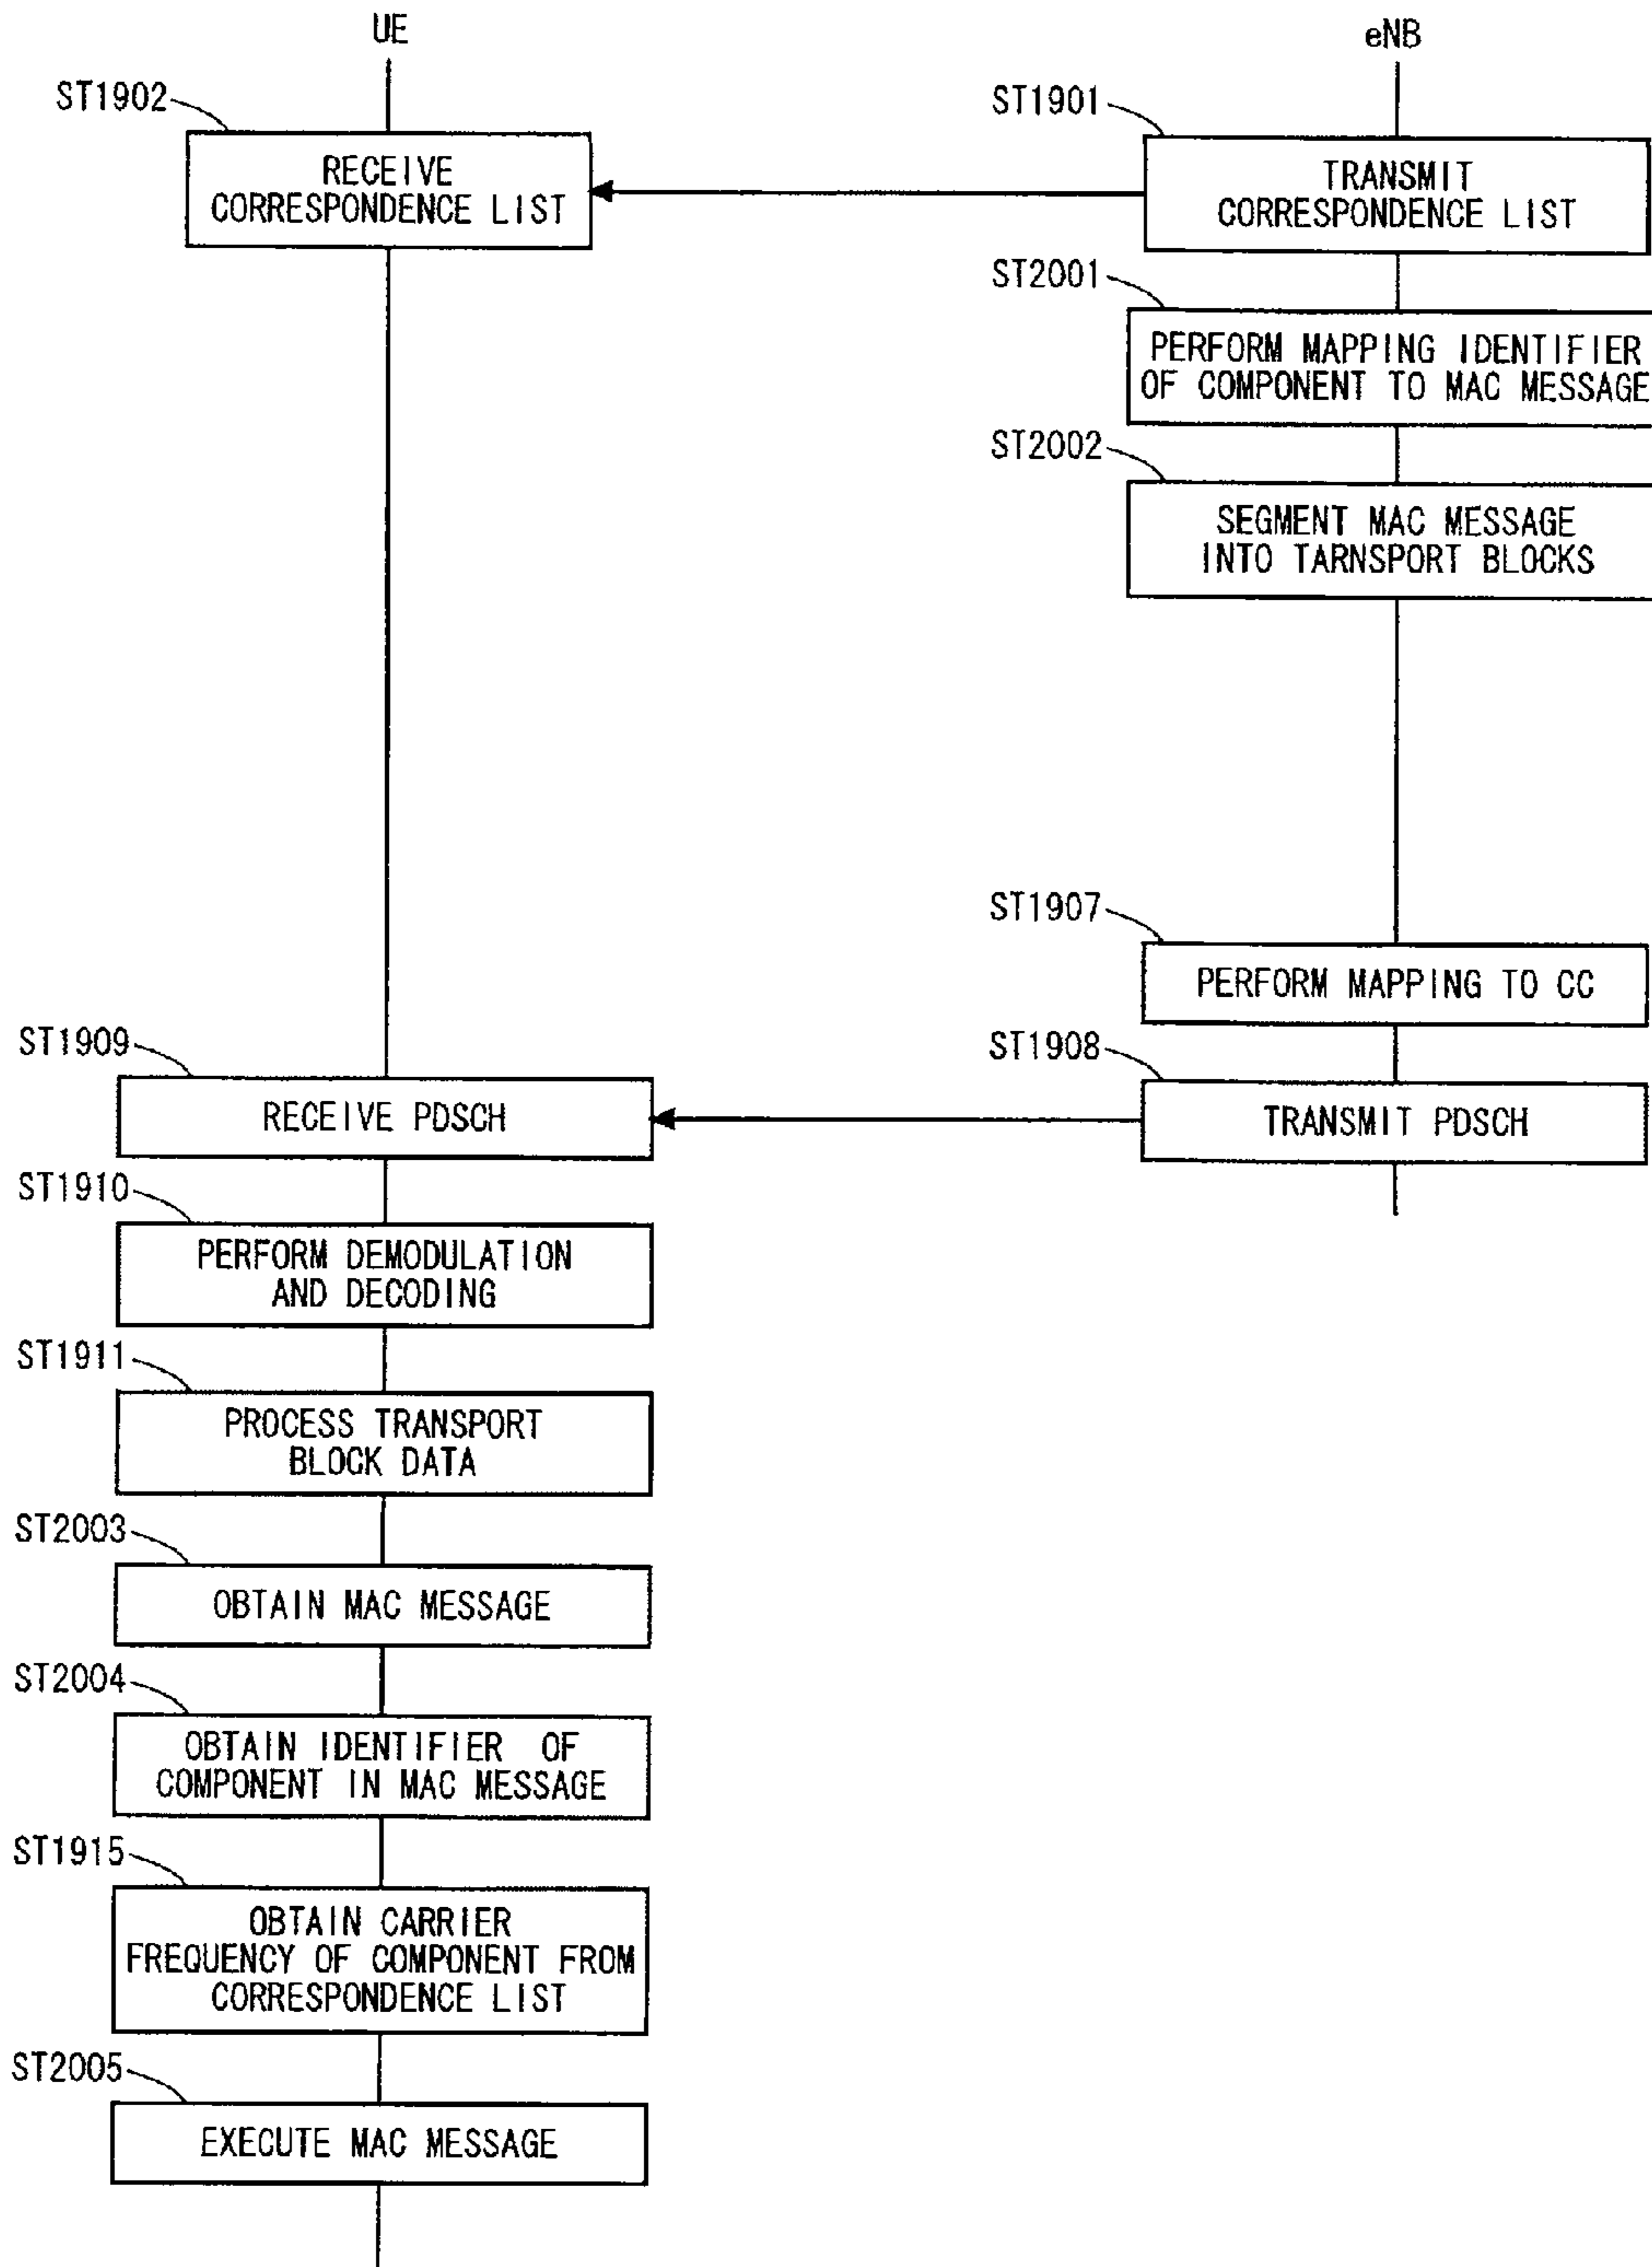 UE
eNB
ST1902
ST1901
RECEIVE
CORRESPONDENCE LIST
TRANSMIT
CORRESPONDENCE LIST
ST2001
PERFORM MAPPING IDENTIFIER
OF COMPONENT TO MAC MESSAGE
ST2002
SEGMENT MAC MESSAGE
INTO TARNSPORT BLOCKS
ST1907
PERFORM MAPPING TO CC
ST1909
ST1908
RECEIVE PDSCH
TRANSMIT PDSCH
ST1910
PERFORM DEMODULATION
AND DECODING
ST1911
PROCESS TRANSPORT
BLOCK DATA
ST2003
OBTAIN MAC MESSAGE
ST2004
OBTAIN IDENTIFIER OF
COMPONENT IN MAC MESSAGE
ST1915
OBTAIN CARRIER
FREQUENCY OF COMPONENT FROM
CORRESPONDENCE LIST
ST2005
EXECUTE MAC MESSAGE